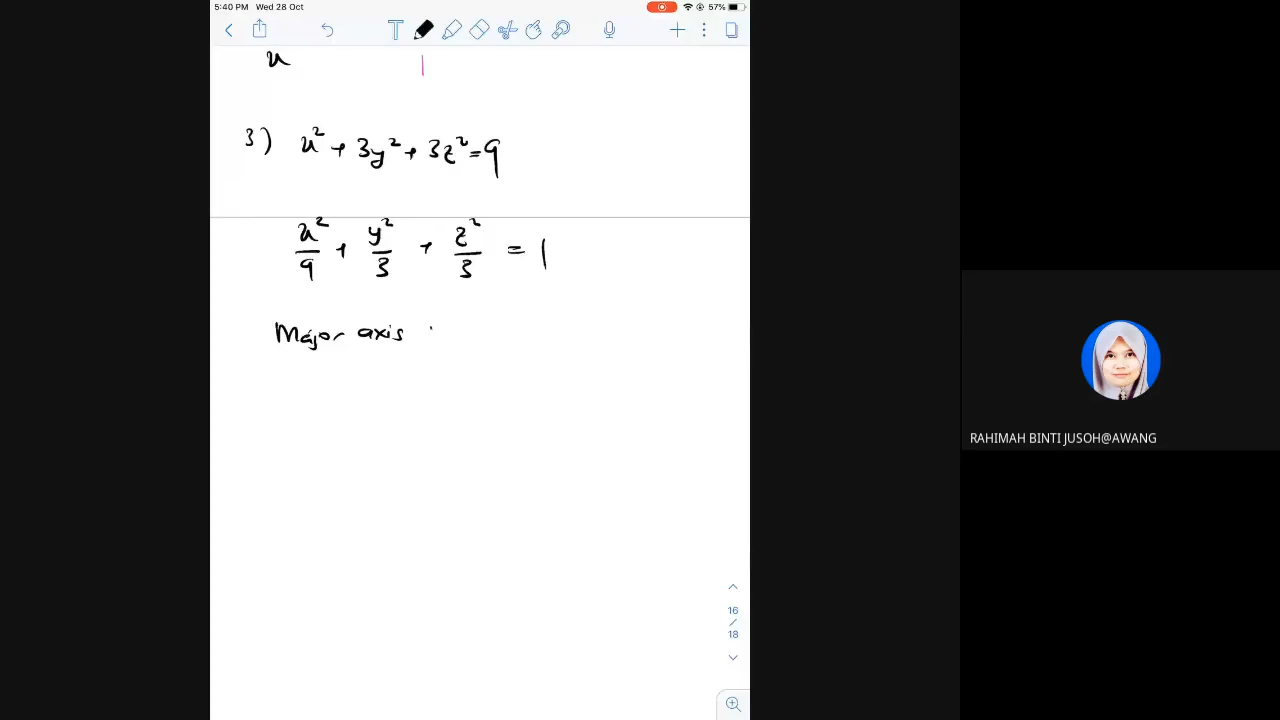 5:40 PM Wed 28 Oct 57%
x
3) x² + 3y² + 3z² = 9
x²/9 + y²/3 + z²/3 = 1
Major axis
RAHIMAH BINTI JUSOH@AWANG
16
/
18